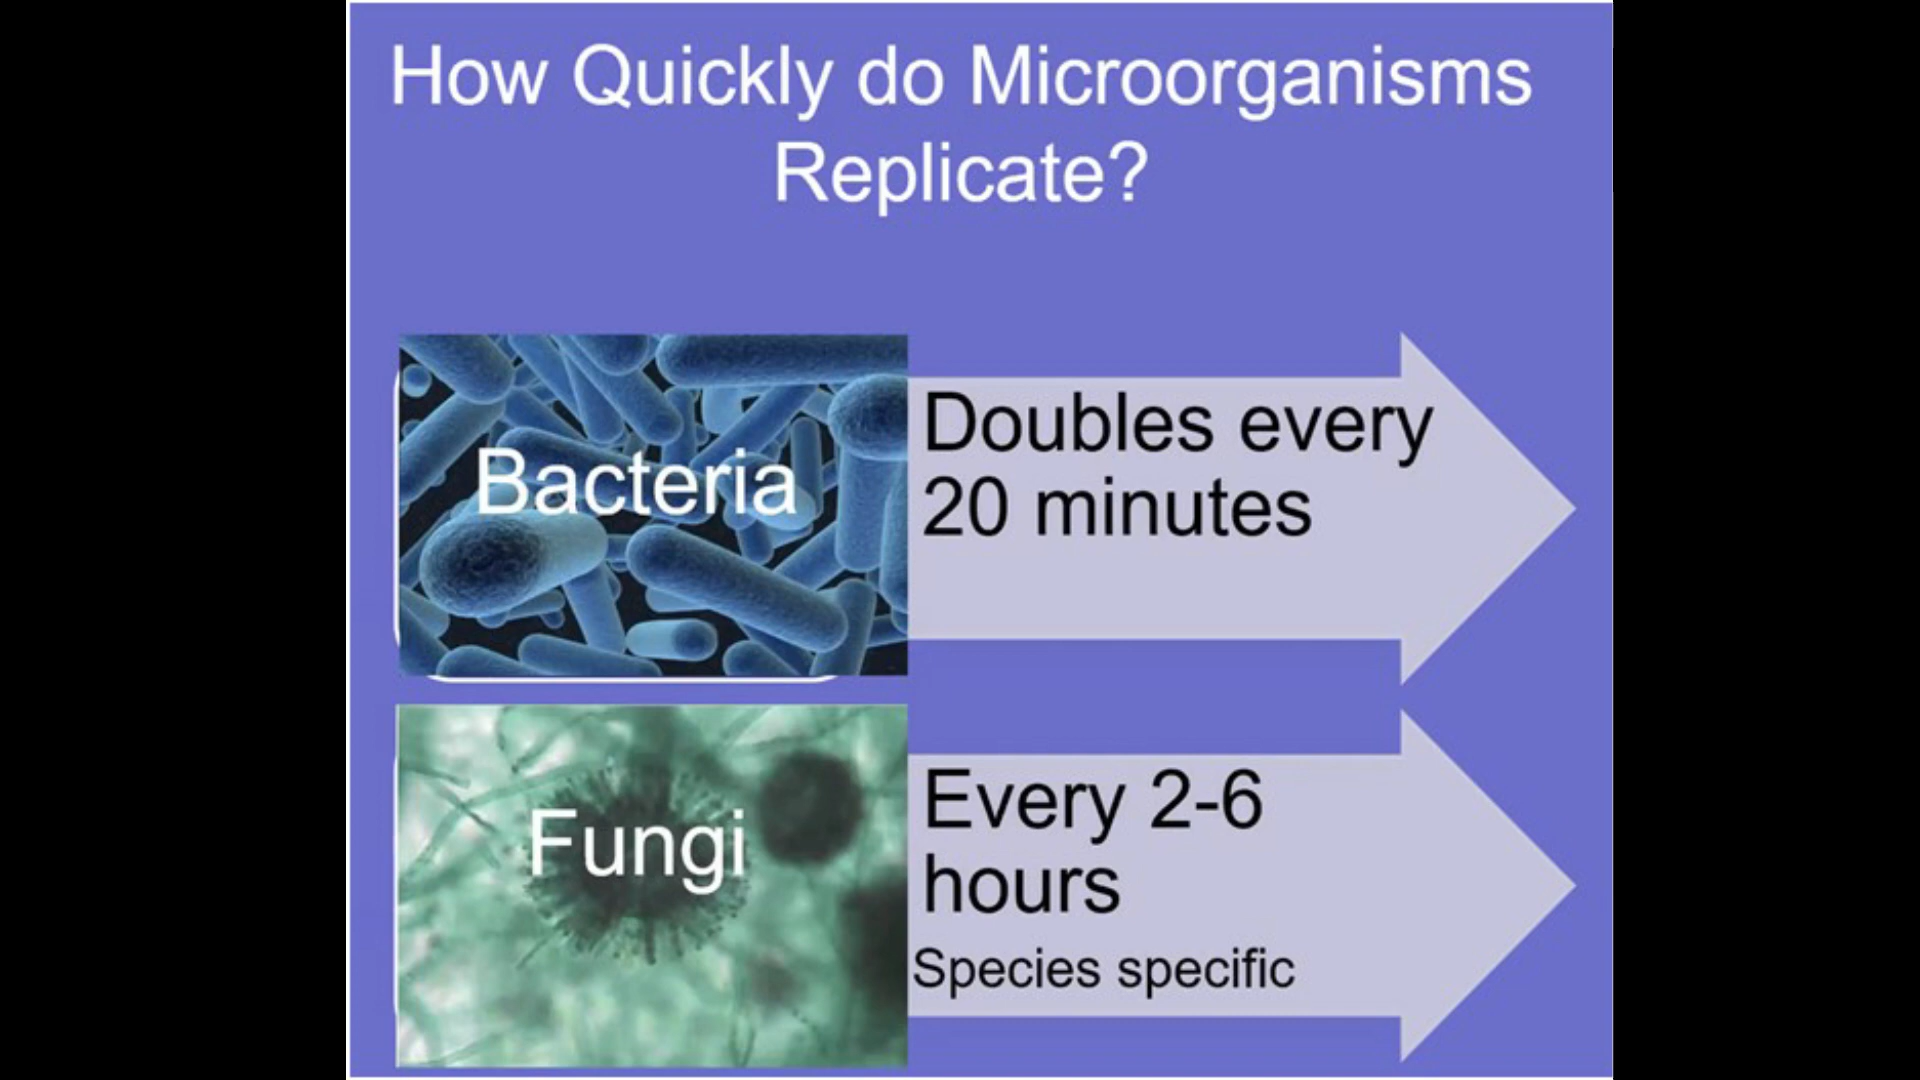 How Quickly do Microorganisms
Replicate?
Bacteria
Doubles every
20 minutes
Fungi
Every 2-6
hours
Species specific